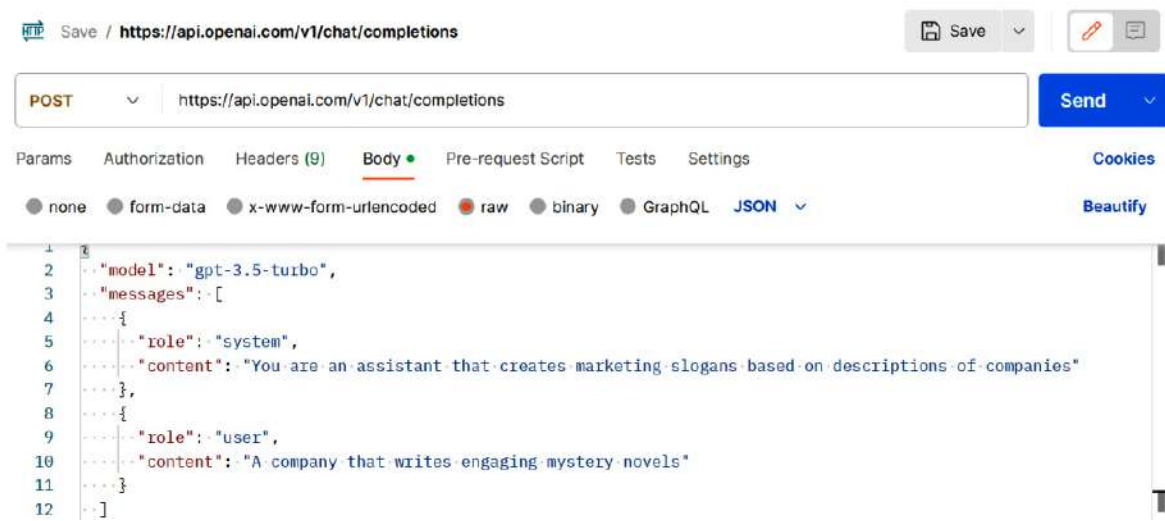 HTTP Save / https://api.openai.com/v1/chat/completions Save
POST https://api.openai.com/v1/chat/completions Send
Params Authorization Headers (9) Body Pre-request Script Tests Settings Cookies
none form-data x-www-form-urlencoded raw binary GraphQL JSON Beautify
1 {
2 "model": "gpt-3.5-turbo",
3 "messages": [
4 {
5 "role": "system",
6 "content": "You are an assistant that creates marketing slogans based on descriptions of companies"
7 },
8 {
9 "role": "user",
10 "content": "A company that writes engaging mystery novels"
11 }
12 ]